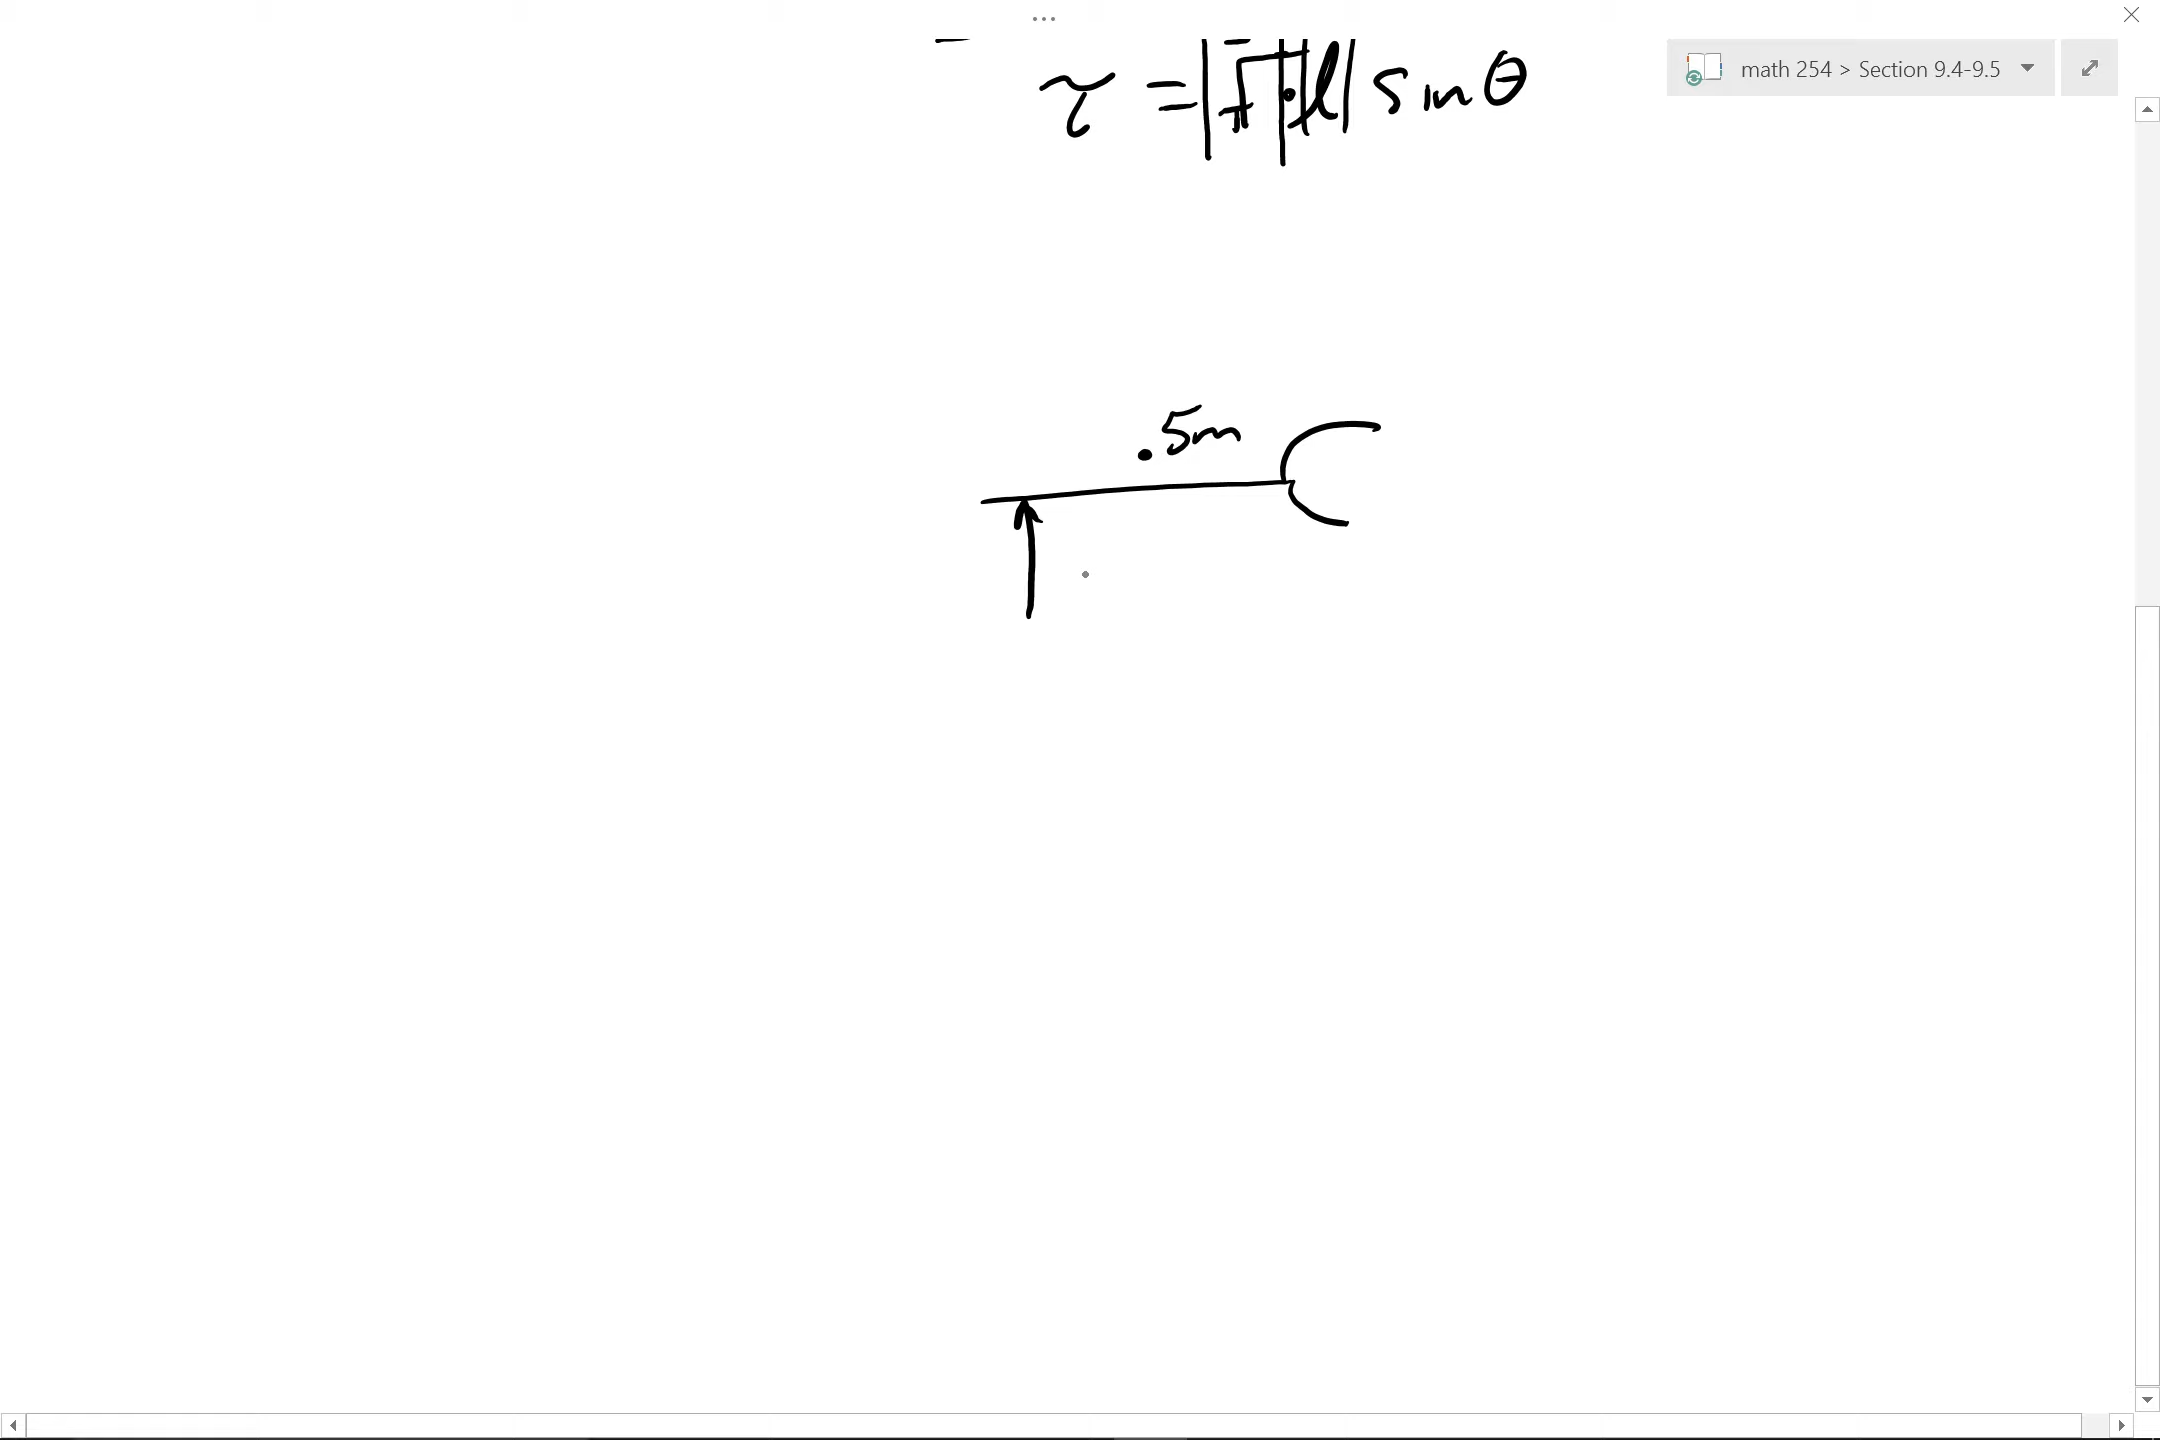 math 254 > Section 9.4-9.5
τ = |F|·|l| sin θ
.5m